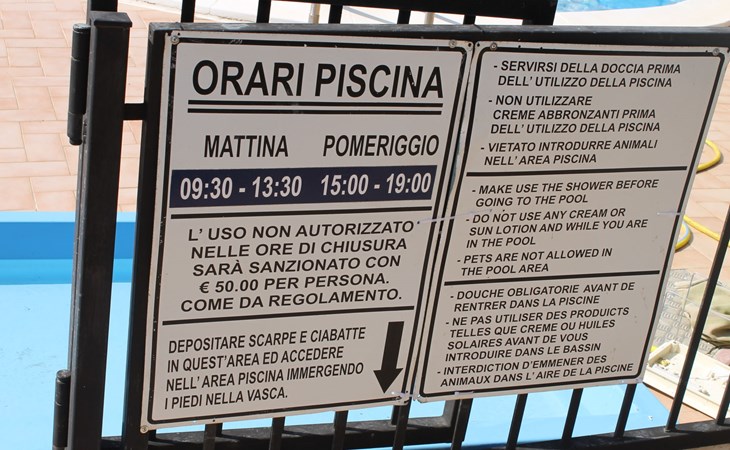 ORARI PISCINA
MATTINA POMERIGGIO
09:30 - 13:30 15:00 - 19:00
L' USO NON AUTORIZZATO
NELLE ORE DI CHIUSURA
SARÀ SANZIONATO CON
€ 50.00 PER PERSONA.
COME DA REGOLAMENTO.
DEPOSITARE SCARPE E CIABATTE
IN QUEST'AREA ED ACCEDERE
NELL' AREA PISCINA IMMERGENDO
I PIEDI NELLA VASCA.
- SERVIRSI DELLA DOCCIA PRIMA
DELL' UTILIZZO DELLA PISCINA
- NON UTILIZZARE
CREME ABBRONZANTI PRIMA
DELL' UTILIZZO DELLA PISCINA
- VIETATO INTRODURRE ANIMALI
NELL' AREA PISCINA
- MAKE USE THE SHOWER BEFORE
GOING TO THE POOL
- DO NOT USE ANY CREAM OR
SUN LOTION AND WHILE YOU ARE
IN THE POOL
- PETS ARE NOT ALLOWED IN
THE POOL AREA
- DOUCHE OBLIGATORIE AVANT DE
RENTRER DANS LA PISCINE
- NE PAS UTILISER DES PRODUCTS
TELLES QUE CREME OU HUILES
SOLAIRES AVANT DE VOUS
INTRODUIRE DANS LE BASSIN
- INTERDICTION D'EMMENER DES
ANIMAUX DANS L' AIRE DE LA PISCINE